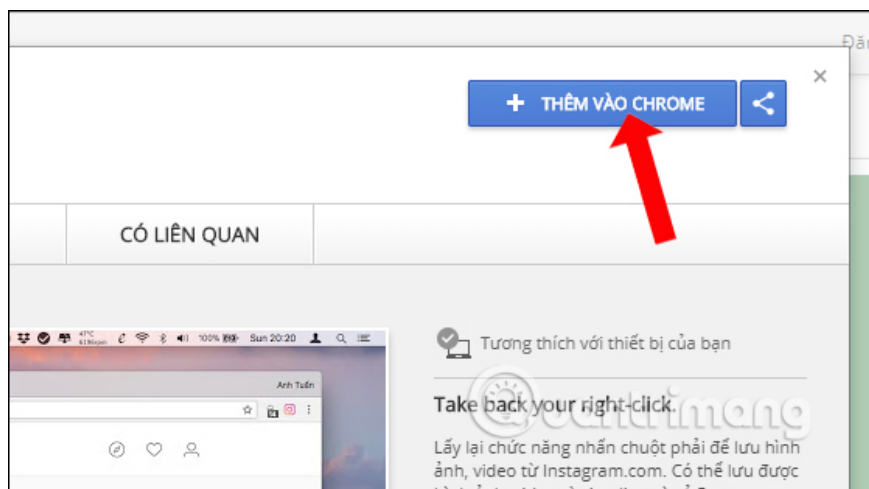 Đăn
THÊM VÀO CHROME
CÓ LIÊN QUAN
100%
Sun 20:20
Anh Tuấn
Tương thích với thiết bị của bạn
Take back your right-click.
uantrimang
Lấy lại chức năng nhấn chuột phải để lưu hình
ảnh, video từ Instagram.com. Có thể lưu được